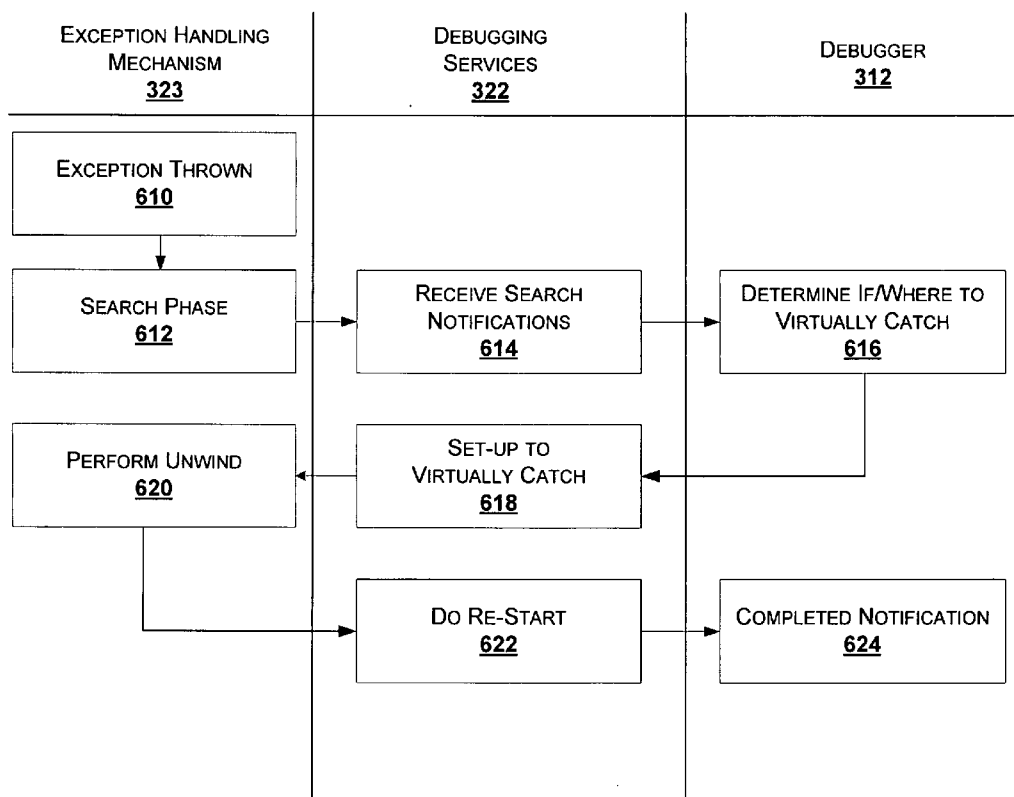 EXCEPTION HANDLING
MECHANISM
323
DEBUGGING
SERVICES
322
DEBUGGER
312
EXCEPTION THROWN
610
SEARCH PHASE
612
RECEIVE SEARCH
NOTIFICATIONS
614
DETERMINE IF/WHERE TO
VIRTUALLY CATCH
616
PERFORM UNWIND
620
SET-UP TO
VIRTUALLY CATCH
618
DO RE-START
622
COMPLETED NOTIFICATION
624